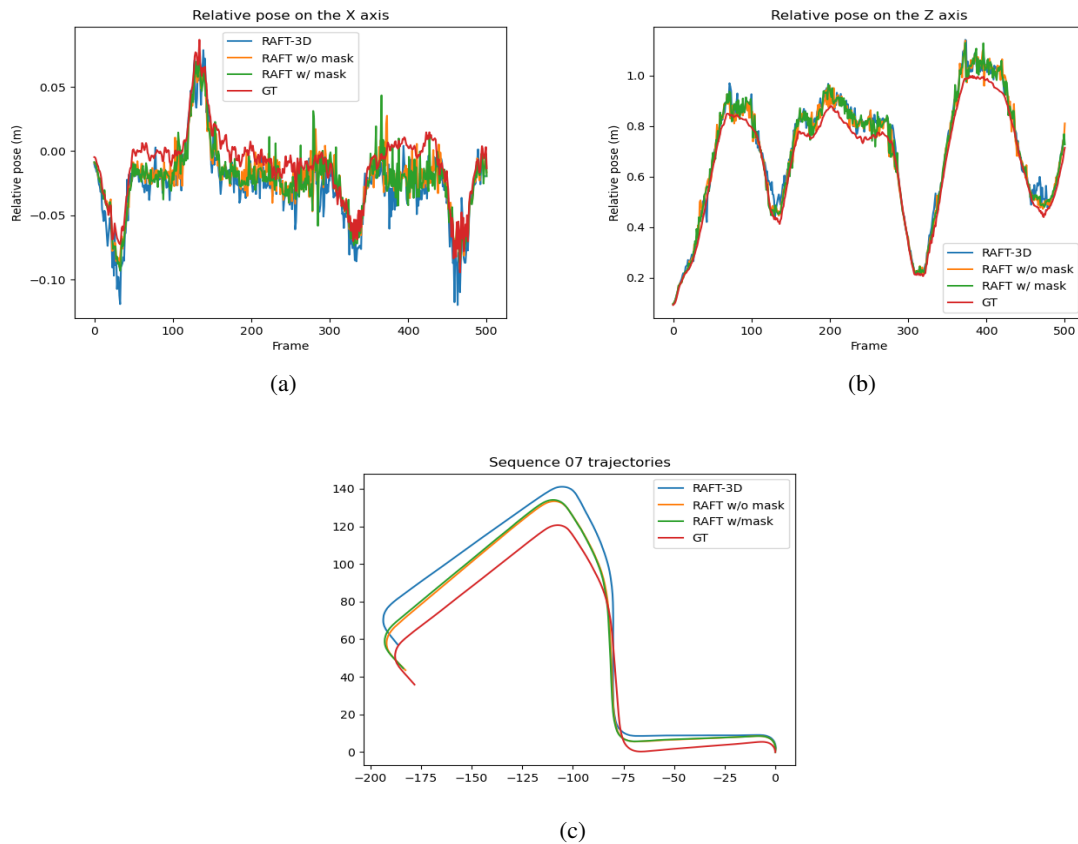 Relative pose on the X axis
RAFT-3D
RAFT w/o mask
RAFT w/ mask
GT
Relative pose (m)
0.05
0.00
−0.05
−0.10
0 100 200 300 400 500
Frame
(a)
Relative pose on the Z axis
RAFT-3D
RAFT w/o mask
RAFT w/ mask
GT
Relative pose (m)
1.0
0.8
0.6
0.4
0.2
0 100 200 300 400 500
Frame
(b)
Sequence 07 trajectories
RAFT-3D
RAFT w/o mask
RAFT w/mask
GT
140
120
100
80
60
40
20
0
−200 −175 −150 −125 −100 −75 −50 −25 0
(c)